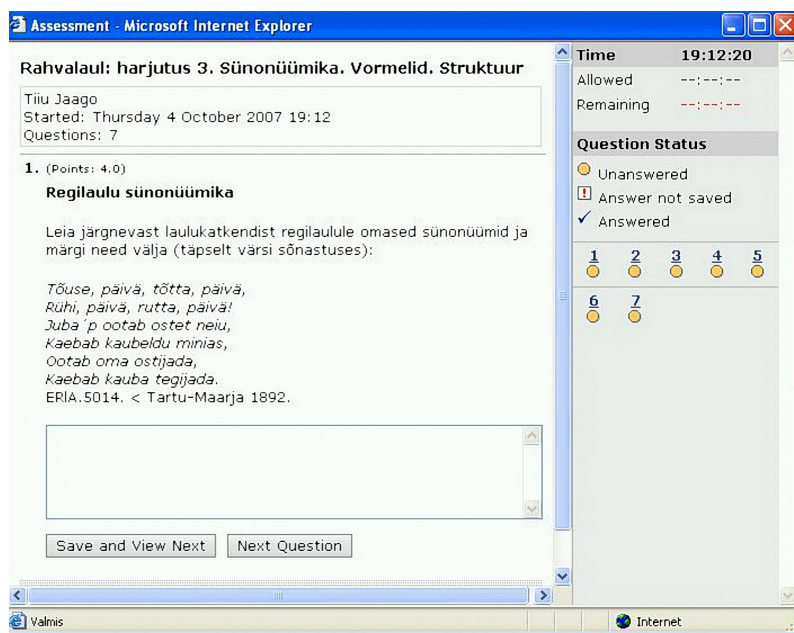 Assessment - Microsoft Internet Explorer
Rahvalaul: harjutus 3. Sünonüümika. Vormelid. Struktuur
Tiiu Jaago
Started: Thursday 4 October 2007 19:12
Questions: 7
1. (Points: 4.0)
Regilaulu sünonüümika
Leia järgnevast laulukatkendist regilaulule omased sünonüümid ja
märgi need välja (täpselt värsi sõnastuses):
Tõuse, päivä, tõtta, päivä,
Rühi, päivä, rutta, päivä!
Juba´p ootab ostet neiu,
Kaebab kaubeldu minias,
Ootab oma ostijada,
Kaebab kauba tegijada.
ERlA.5014. < Tartu-Maarja 1892.
Save and View Next Next Question
Time 19:12:20
Allowed --:--:--
Remaining --:--:--
Question Status
Unanswered
Answer not saved
Answered
1 2 3 4 5
6 7
Valmis Internet